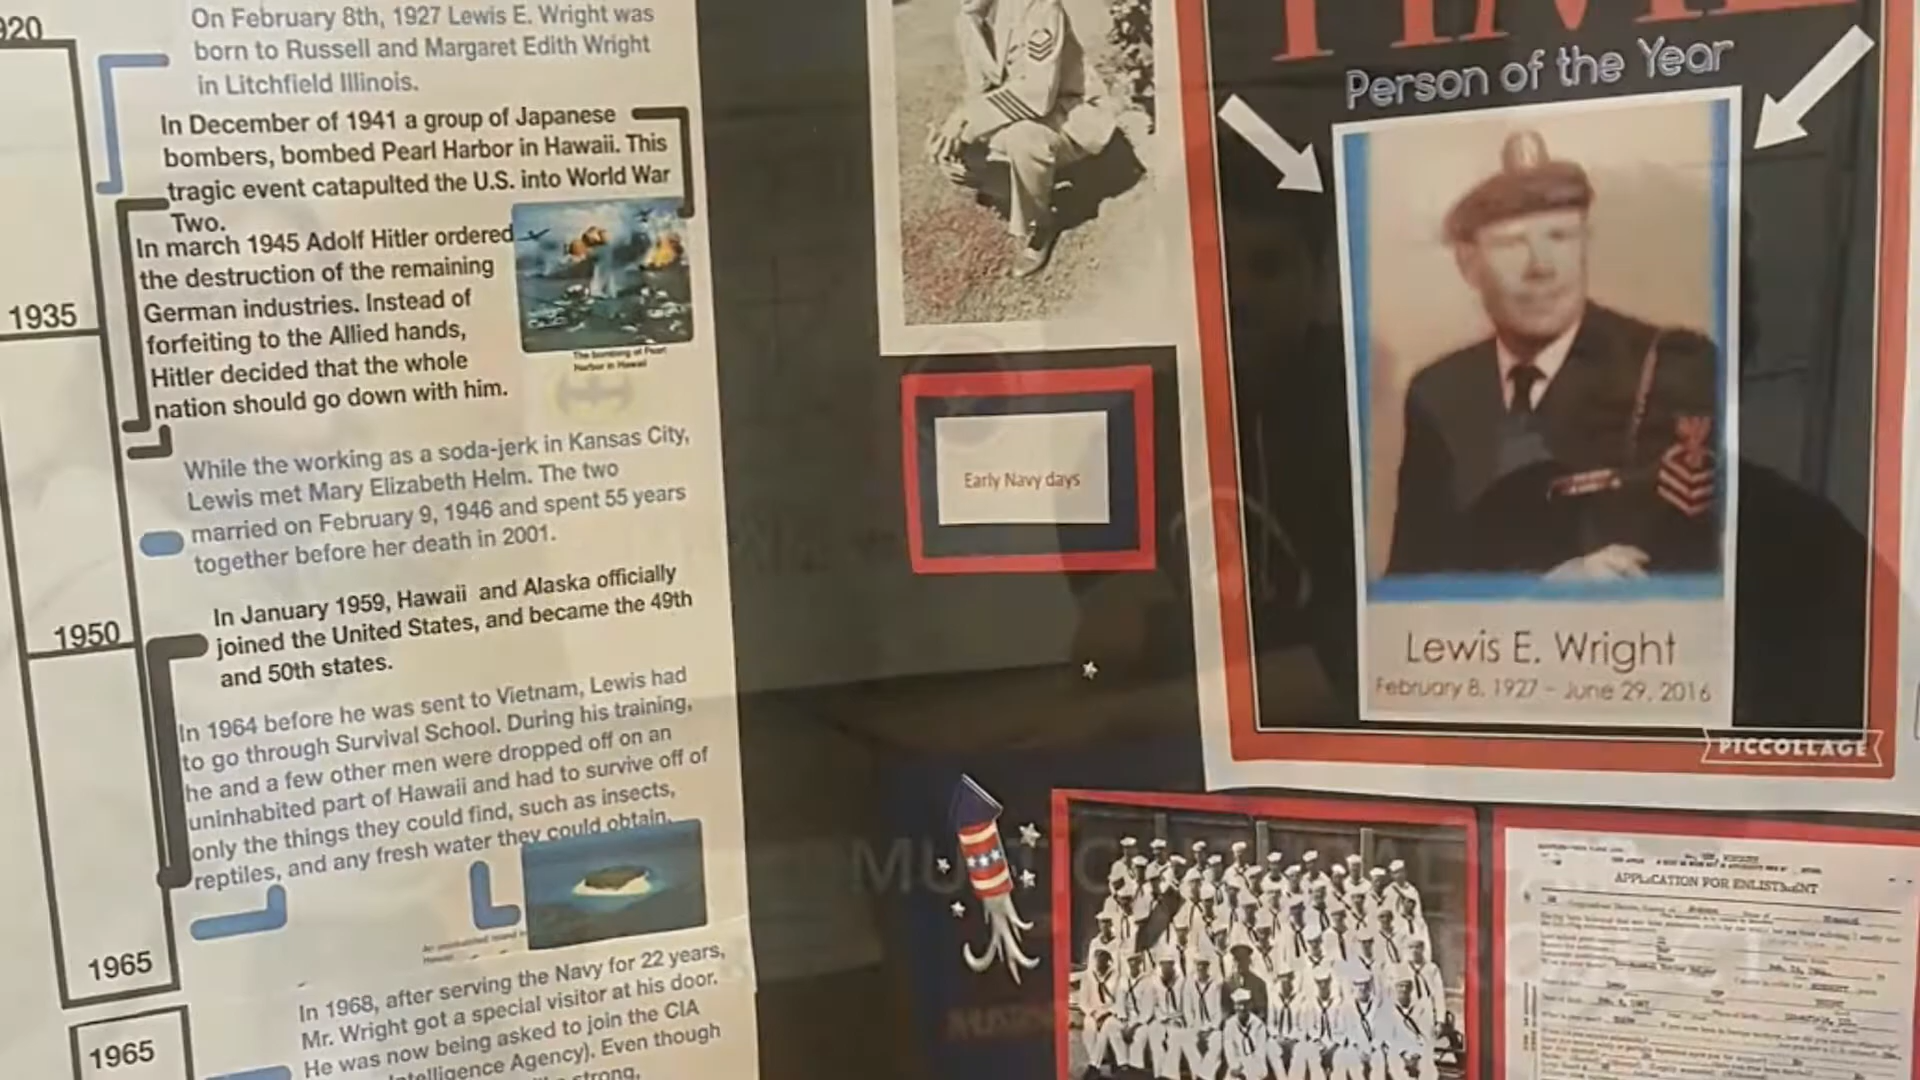 1920
On February 8th, 1927 Lewis E. Wright was
born to Russell and Margaret Edith Wright
in Litchfield Illinois.
In December of 1941 a group of Japanese
bombers, bombed Pearl Harbor in Hawaii. This
tragic event catapulted the U.S. into World War
Two.
In march 1945 Adolf Hitler ordered
the destruction of the remaining
German industries. Instead of
forfeiting to the Allied hands,
Hitler decided that the whole
nation should go down with him.
The bombing of Pearl
Harbor in Hawaii
1935
While the working as a soda-jerk in Kansas City,
Lewis met Mary Elizabeth Helm. The two
married on February 9, 1946 and spent 55 years
together before her death in 2001.
1950
In January 1959, Hawaii and Alaska officially
joined the United States, and became the 49th
and 50th states.
In 1964 before he was sent to Vietnam, Lewis had
to go through Survival School. During his training,
he and a few other men were dropped off on an
uninhabited part of Hawaii and had to survive off of
only the things they could find, such as insects,
reptiles, and any fresh water they could obtain.
1965
1965
In 1968, after serving the Navy for 22 years,
Mr. Wright got a special visitor at his door.
He was now being asked to join the CIA
Intelligence Agency). Even though
strong,
Early Navy days
TIME
Person of the Year
Lewis E. Wright
February 8, 1927 - June 29, 2016
PICCOLLAGE
APPLICATION FOR ENLISTMENT